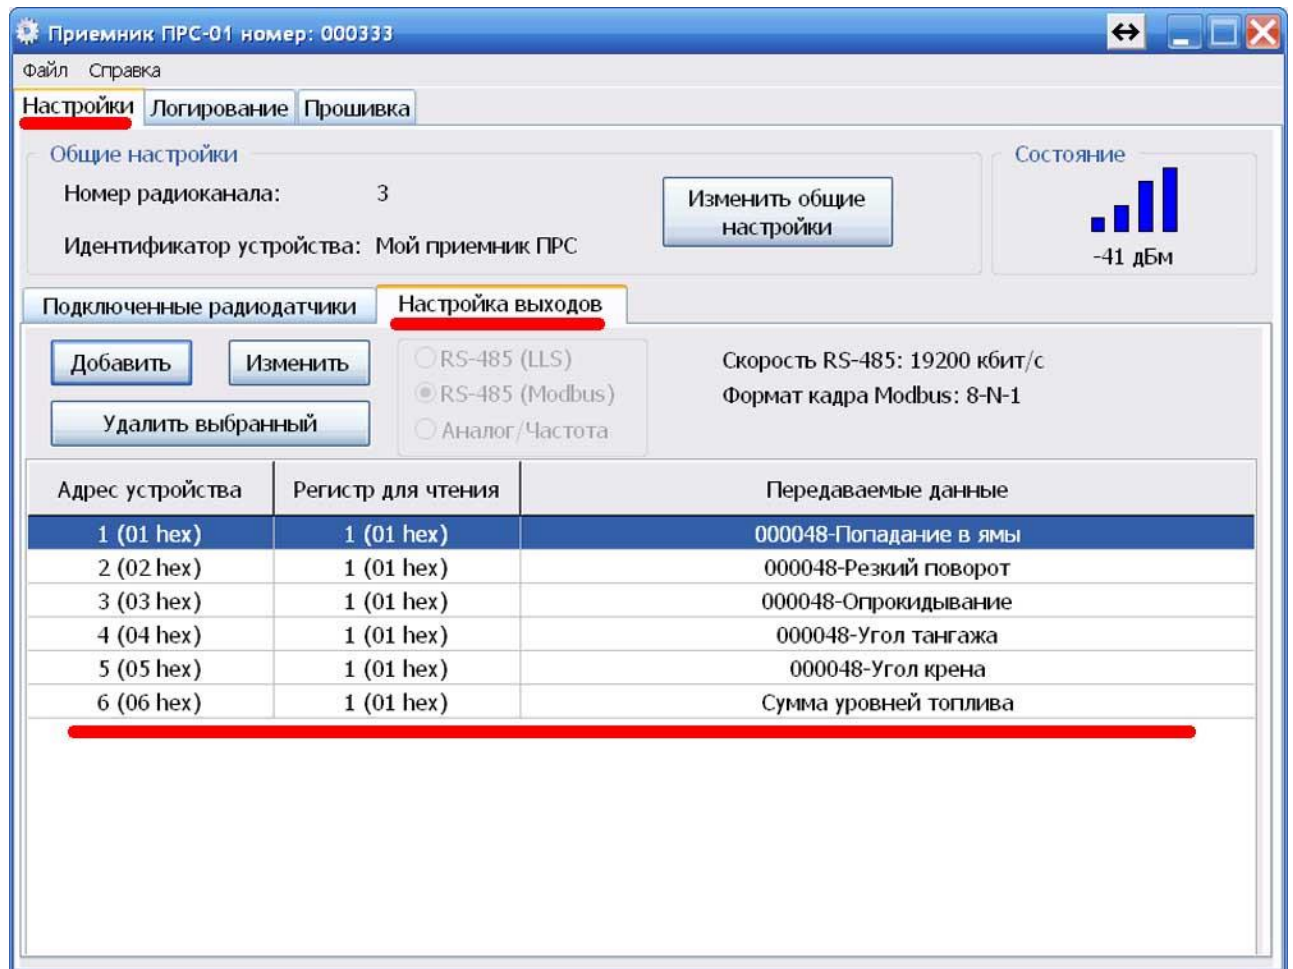 Приемник ПРС-01 номер: 000333
Файл Справка
Настройки Логирование Прошивка
Общие настройки
Состояние
Номер радиоканала: 3
Изменить общие
настройки
Идентификатор устройства: Мой приемник ПРС
-41 дБм
Подключенные радиодатчики Настройка выходов
Добавить Изменить
RS-485 (LLS)
RS-485 (Modbus)
Аналог/Частота
Скорость RS-485: 19200 кбит/с
Формат кадра Modbus: 8-N-1
Удалить выбранный
Адрес устройства Регистр для чтения Передаваемые данные
1 (01 hex) 1 (01 hex) 000048-Попадание в ямы
2 (02 hex) 1 (01 hex) 000048-Резкий поворот
3 (03 hex) 1 (01 hex) 000048-Опрокидывание
4 (04 hex) 1 (01 hex) 000048-Угол тангажа
5 (05 hex) 1 (01 hex) 000048-Угол крена
6 (06 hex) 1 (01 hex) Сумма уровней топлива